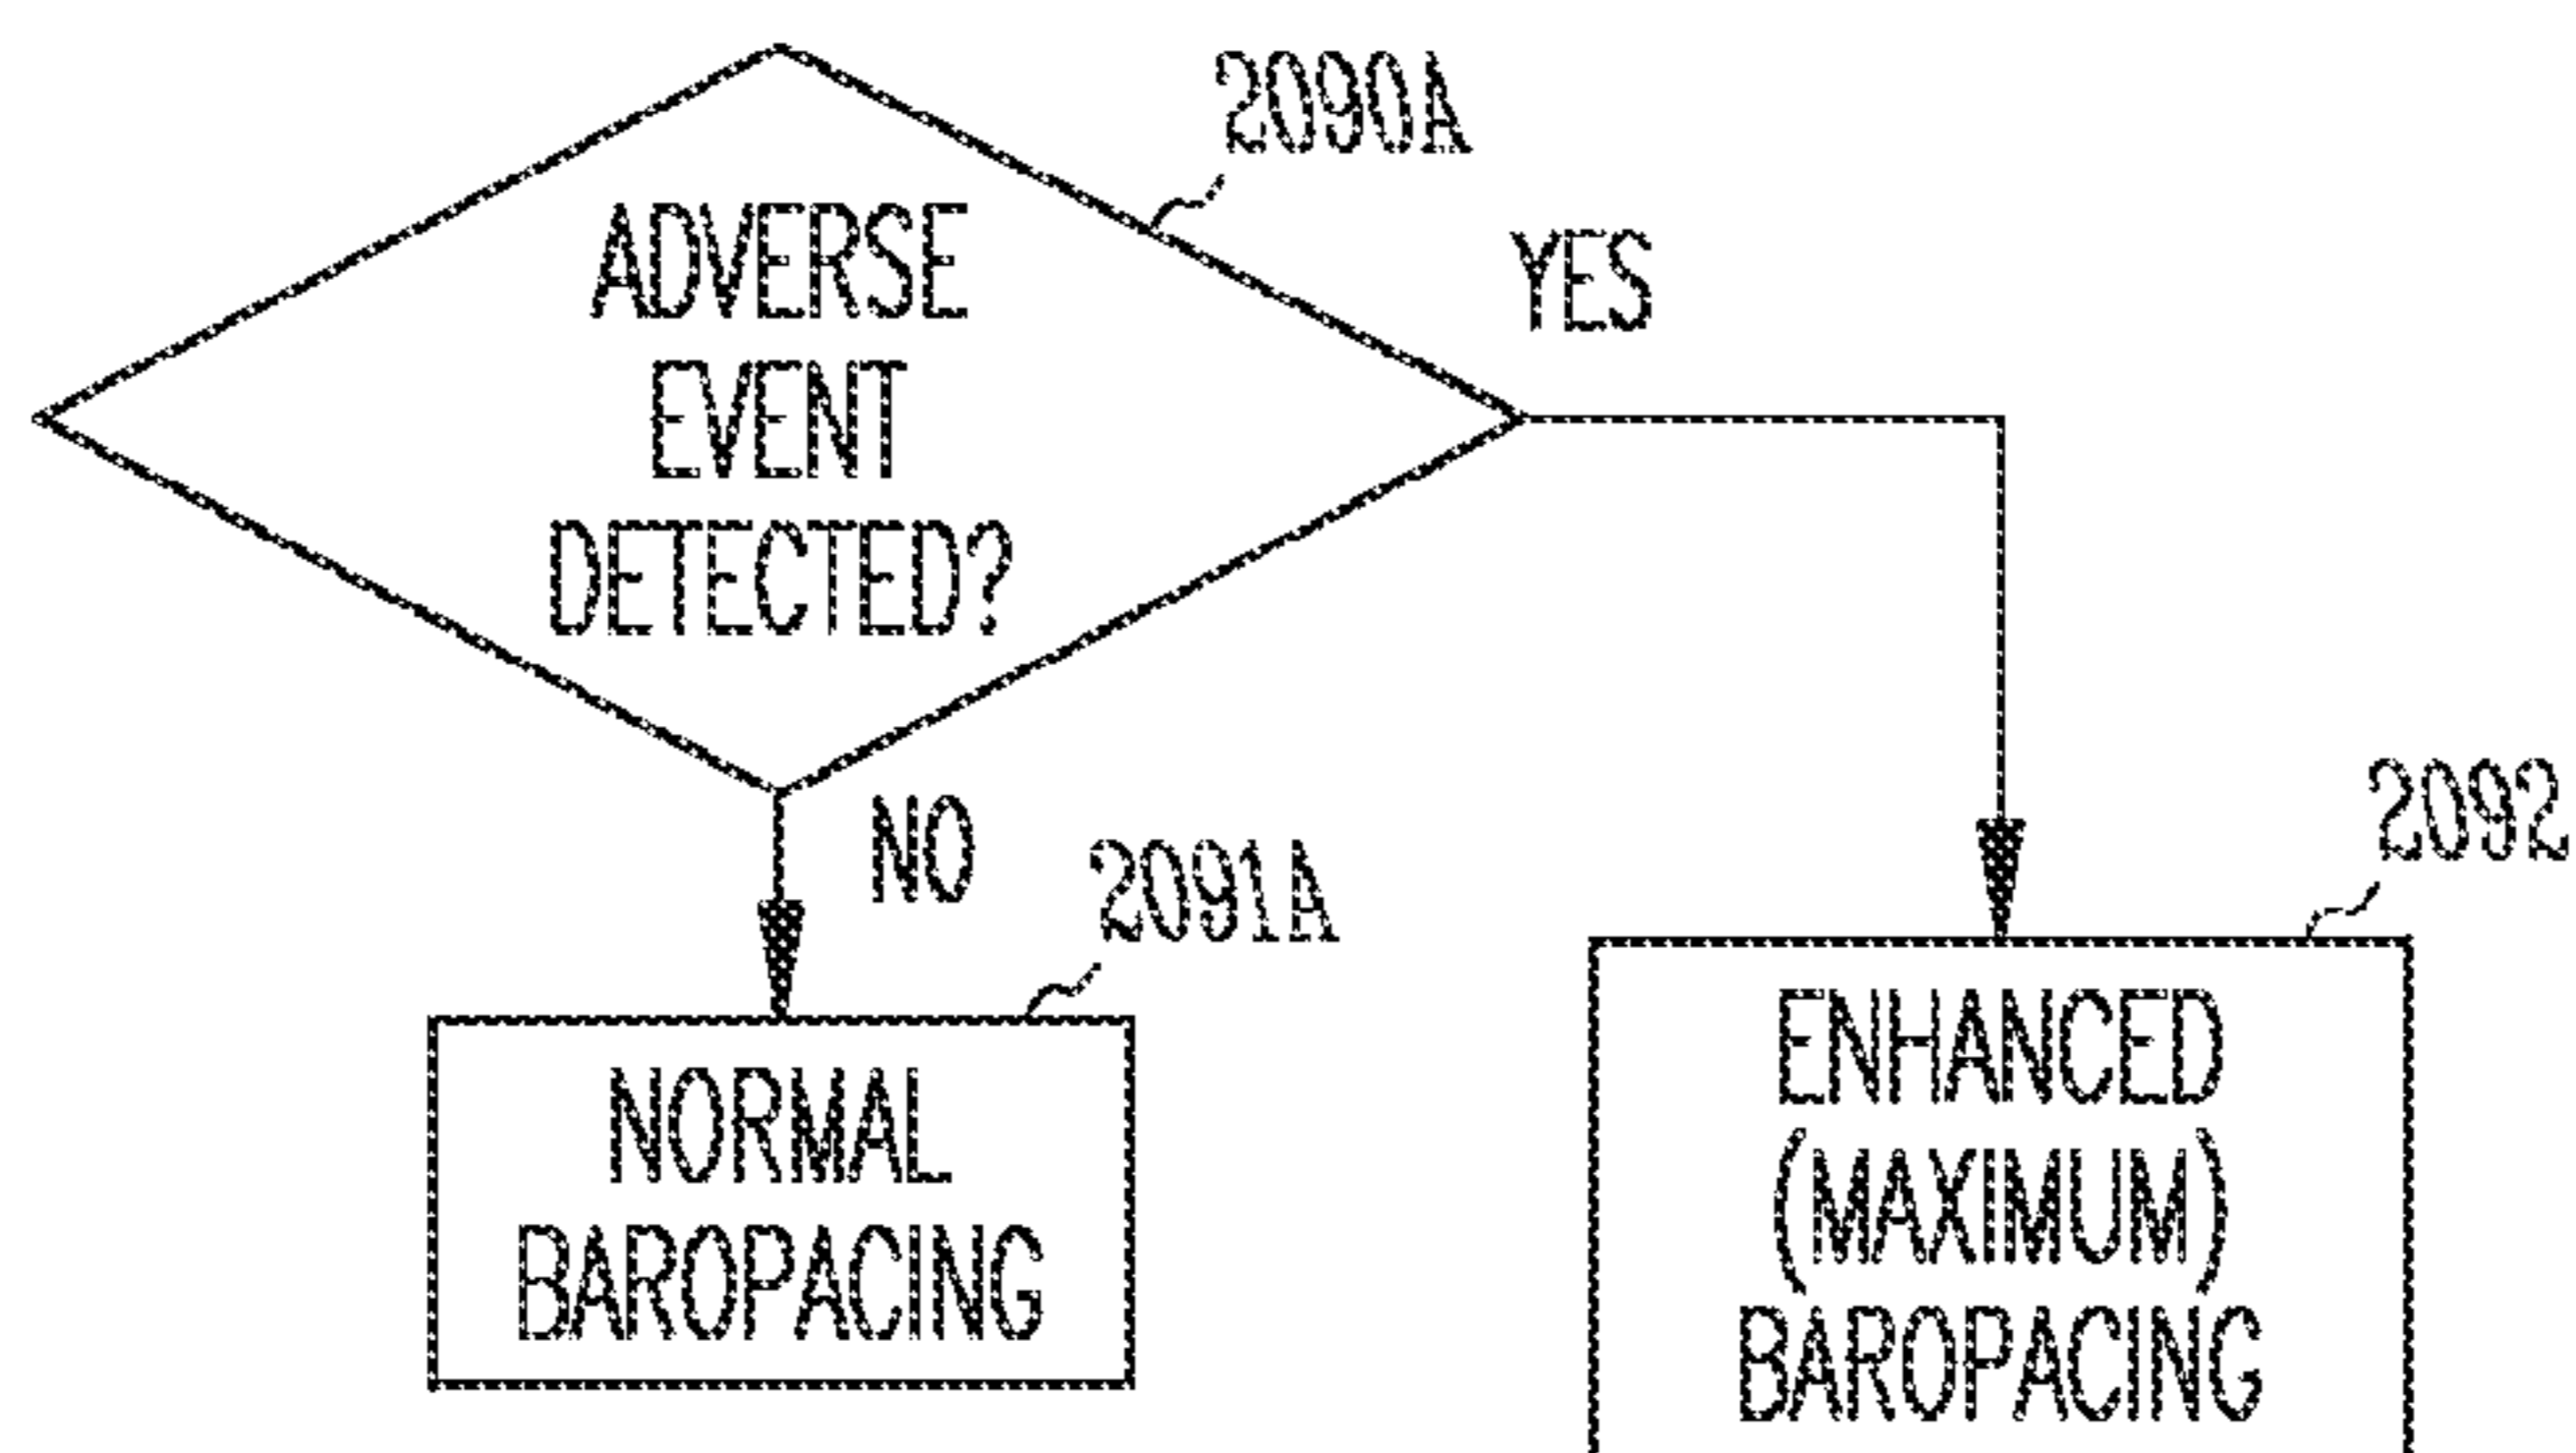 2090A
ADVERSE
EVENT
DETECTED?
YES
NO
2091A
NORMAL
BAROPACING
2092
ENHANCED
(MAXIMUM)
BAROPACING